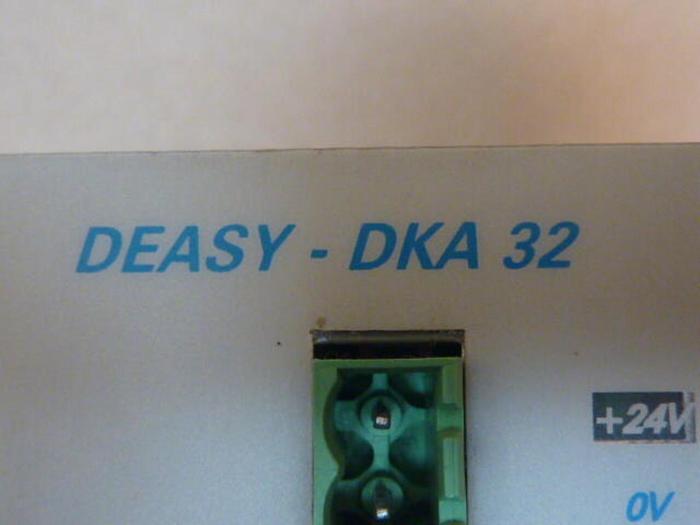 DEASY - DKA 32
+24V
0V